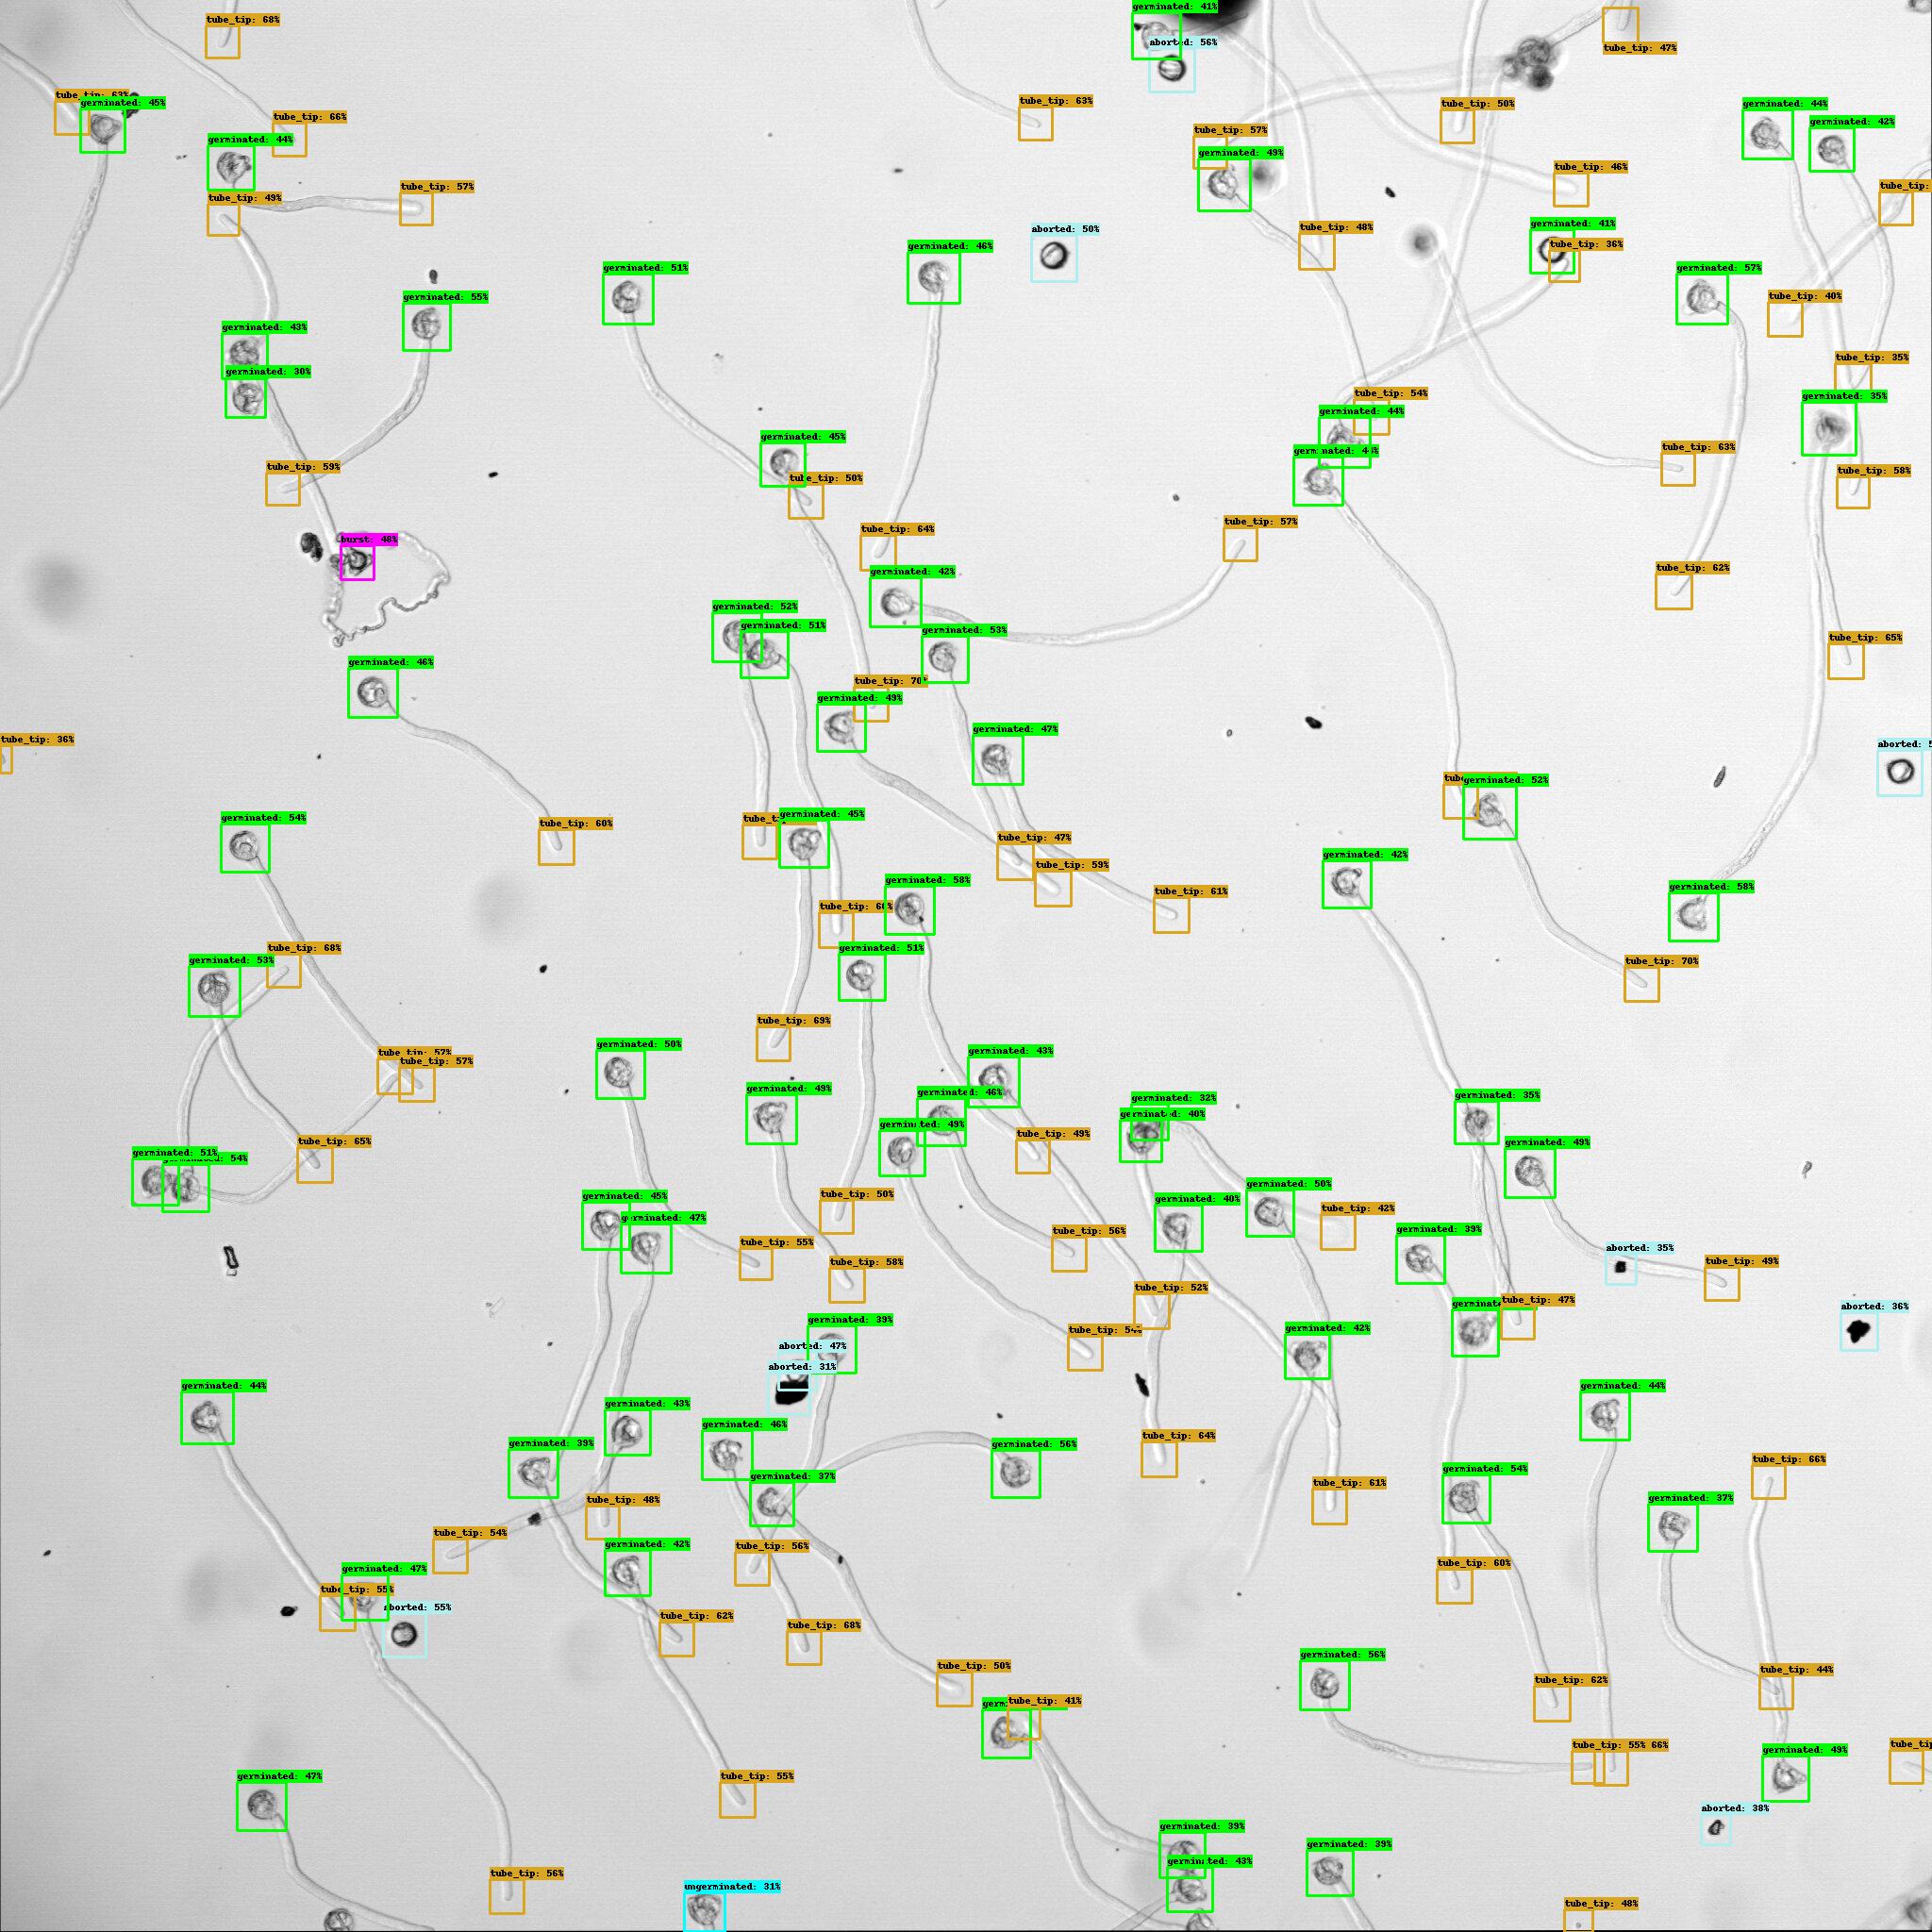 germinated: 41%
tube_tip: 68%
aborted: 56%
tube_tip: 47%
tube_tip: 63%
germinated: 45%
tube_tip: 63%
tube_tip: 50%
germinated: 44%
tube_tip: 66%
germinated: 42%
tube_tip: 57%
germinated: 44%
germinated: 49%
tube_tip: 46%
tube_tip: 57%
tube_tip:
tube_tip: 49%
germinated: 41%
tube_tip: 48%
aborted: 50%
tube_tip: 36%
germinated: 46%
germinated: 51%
germinated: 57%
germinated: 55%
tube_tip: 40%
germinated: 43%
tube_tip: 35%
germinated: 30%
tube_tip: 54%
germinated: 35%
germinated: 44%
germinated: 45%
tube_tip: 63%
germinated: 44%
tube_tip: 59%
tube_tip: 58%
tube_tip: 50%
tube_tip: 57%
tube_tip: 64%
burst: 48%
tube_tip: 62%
germinated: 42%
germinated: 52%
germinated: 51%
germinated: 53%
tube_tip: 65%
germinated: 46%
tube_tip: 70%
germinated: 49%
germinated: 47%
tube_tip: 36%
aborted: 5
germinated: 52%
germinated: 45%
germinated: 54%
tube_tip: 60%
tube_tip: 47%
germinated: 42%
tube_tip: 59%
germinated: 58%
germinated: 58%
tube_tip: 61%
tube_tip: 60%
tube_tip: 68%
germinated: 51%
germinated: 53%
tube_tip: 70%
tube_tip: 69%
germinated: 50%
germinated: 43%
tube_tip: 57%
tube_tip: 57%
germinated: 49%
germinated: 46%
germinated: 35%
germinated: 32%
germinated: 40%
germinated: 49%
tube_tip: 49%
tube_tip: 65%
germinated: 49%
germinated: 51%
54%
germinated: 50%
tube_tip: 50%
germinated: 45%
germinated: 40%
tube_tip: 42%
germinated: 47%
germinated: 39%
tube_tip: 56%
tube_tip: 55%
aborted: 35%
tube_tip: 58%
tube_tip: 49%
tube_tip: 52%
tube_tip: 47%
aborted: 36%
germinated: 39%
germinated: 42%
tube_tip: 54%
aborted: 47%
aborted: 31%
germinated: 44%
germinated: 44%
germinated: 43%
germinated: 46%
tube_tip: 64%
germinated: 39%
germinated: 56%
tube_tip: 66%
germinated: 54%
germinated: 37%
tube_tip: 61%
germinated: 37%
tube_tip: 48%
tube_tip: 54%
germinated: 42%
tube_tip: 56%
tube_tip: 60%
germinated: 47%
tube_tip: 55%
aborted: 55%
tube_tip: 62%
tube_tip: 68%
germinated: 56%
tube_tip: 50%
tube_tip: 44%
tube_tip: 62%
tube_tip: 41%
tube_tip: 55% 66%
tube_tip
germinated: 49%
germinated: 47%
tube_tip: 55%
aborted: 38%
germinated: 39%
germinated: 39%
germinated: 43%
tube_tip: 56%
ungerminated: 31%
tube_tip: 48%